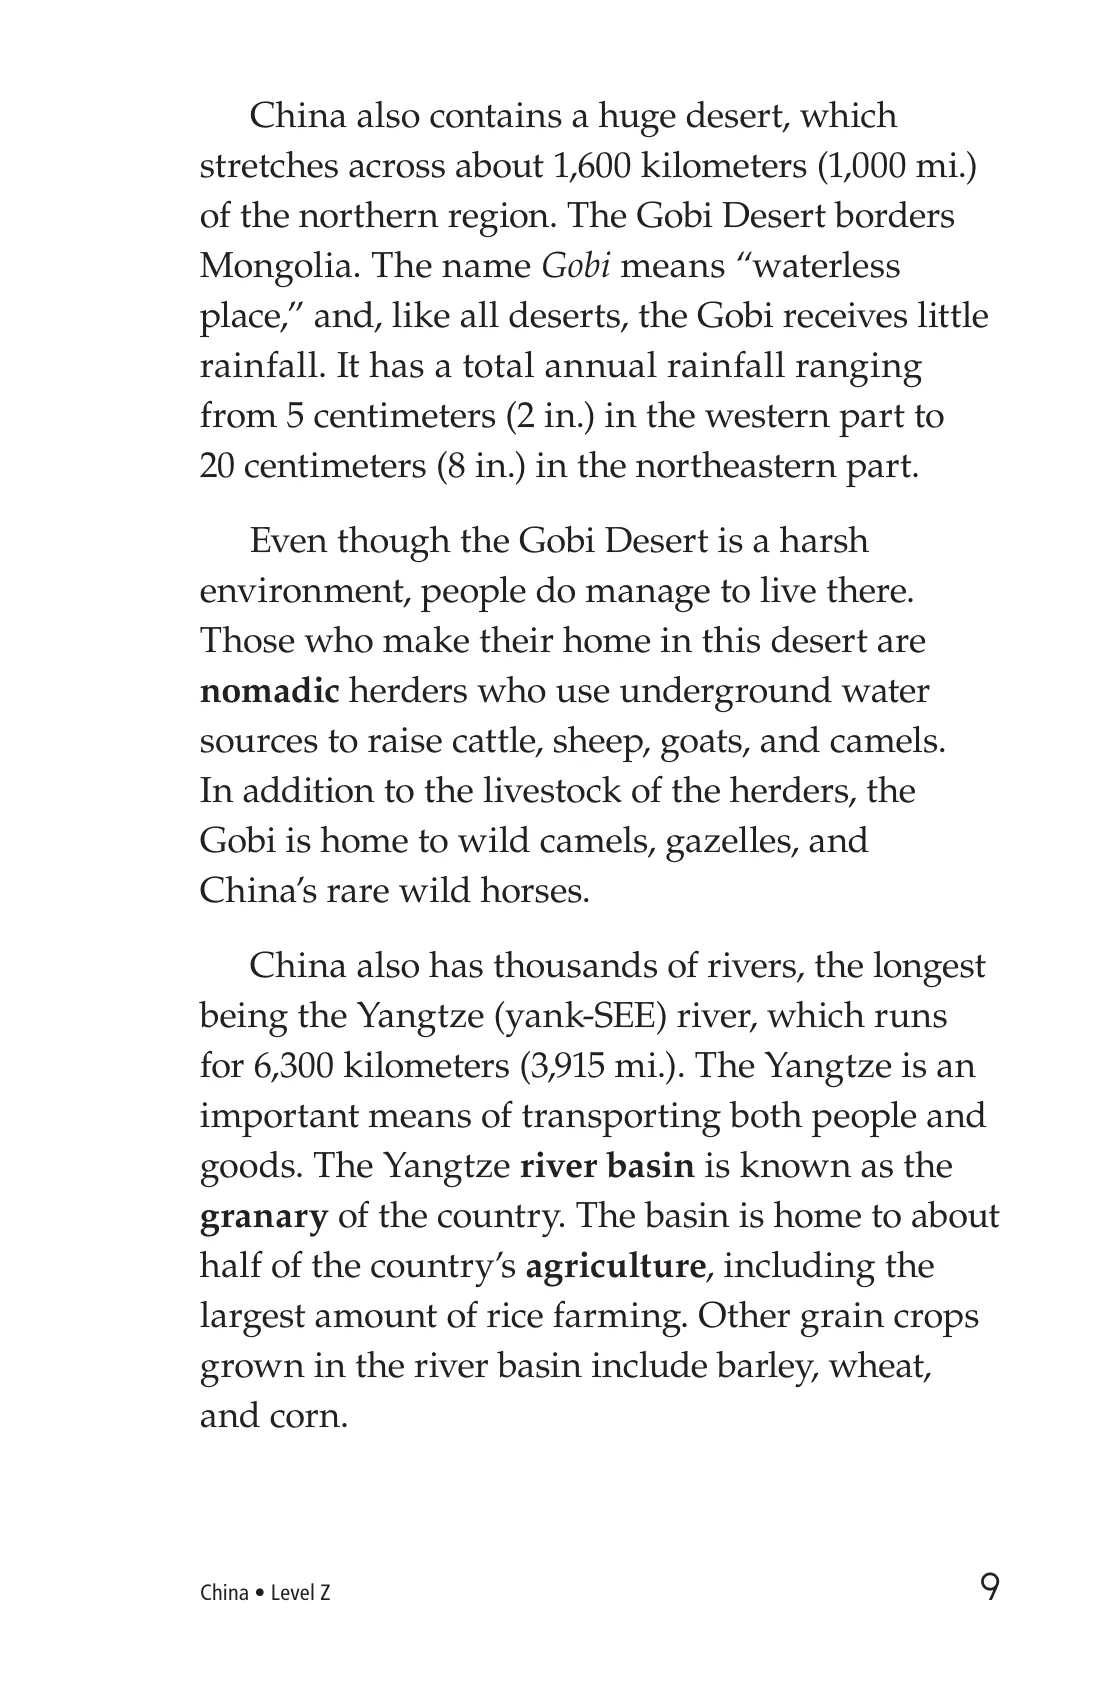 China also contains a huge desert, which
stretches across about 1,600 kilometers (1,000 mi.)
of the northern region. The Gobi Desert borders
Mongolia. The name Gobi means “waterless
place,” and, like all deserts, the Gobi receives little
rainfall. It has a total annual rainfall ranging
from 5 centimeters (2 in.) in the western part to
20 centimeters (8 in.) in the northeastern part.
Even though the Gobi Desert is a harsh
environment, people do manage to live there.
Those who make their home in this desert are
nomadic herders who use underground water
sources to raise cattle, sheep, goats, and camels.
In addition to the livestock of the herders, the
Gobi is home to wild camels, gazelles, and
China’s rare wild horses.
China also has thousands of rivers, the longest
being the Yangtze (yank-SEE) river, which runs
for 6,300 kilometers (3,915 mi.). The Yangtze is an
important means of transporting both people and
goods. The Yangtze river basin is known as the
granary of the country. The basin is home to about
half of the country’s agriculture, including the
largest amount of rice farming. Other grain crops
grown in the river basin include barley, wheat,
and corn.
China • Level Z 9